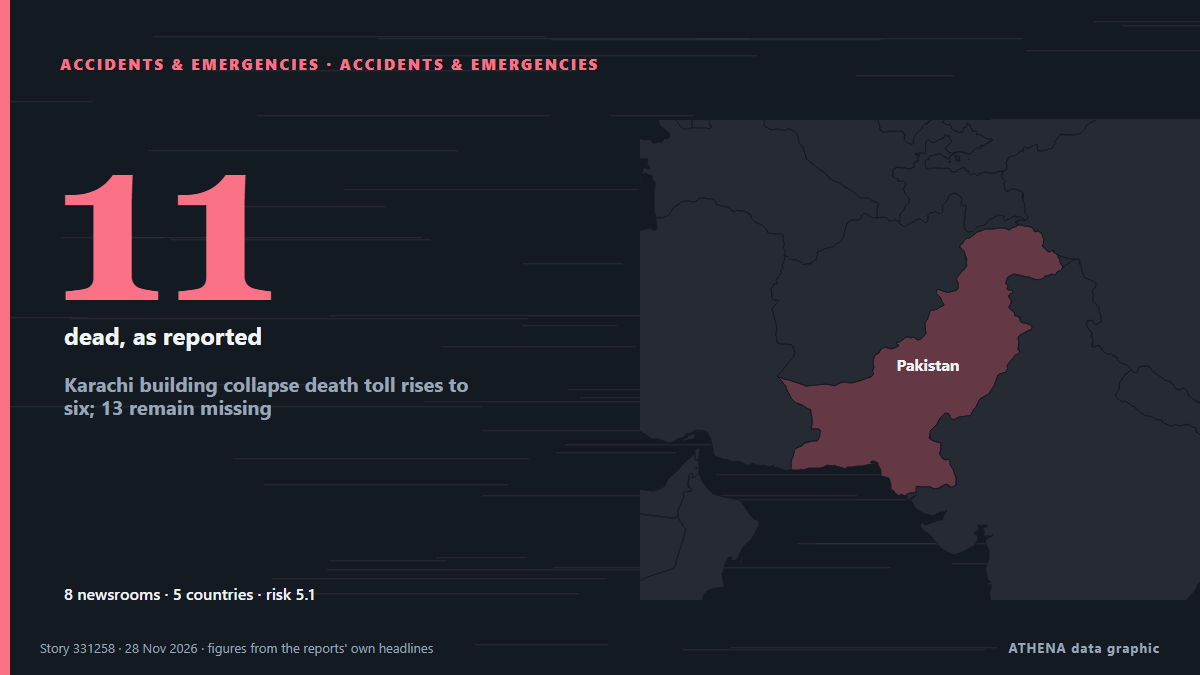 ACCIDENTS & EMERGENCIES · ACCIDENTS & EMERGENCIES
11
dead, as reported
Karachi building collapse death toll rises to
six; 13 remain missing
Pakistan
8 newsrooms · 5 countries · risk 5.1
Story 331258 · 28 Nov 2026 · figures from the reports' own headlines
ATHENA data graphic